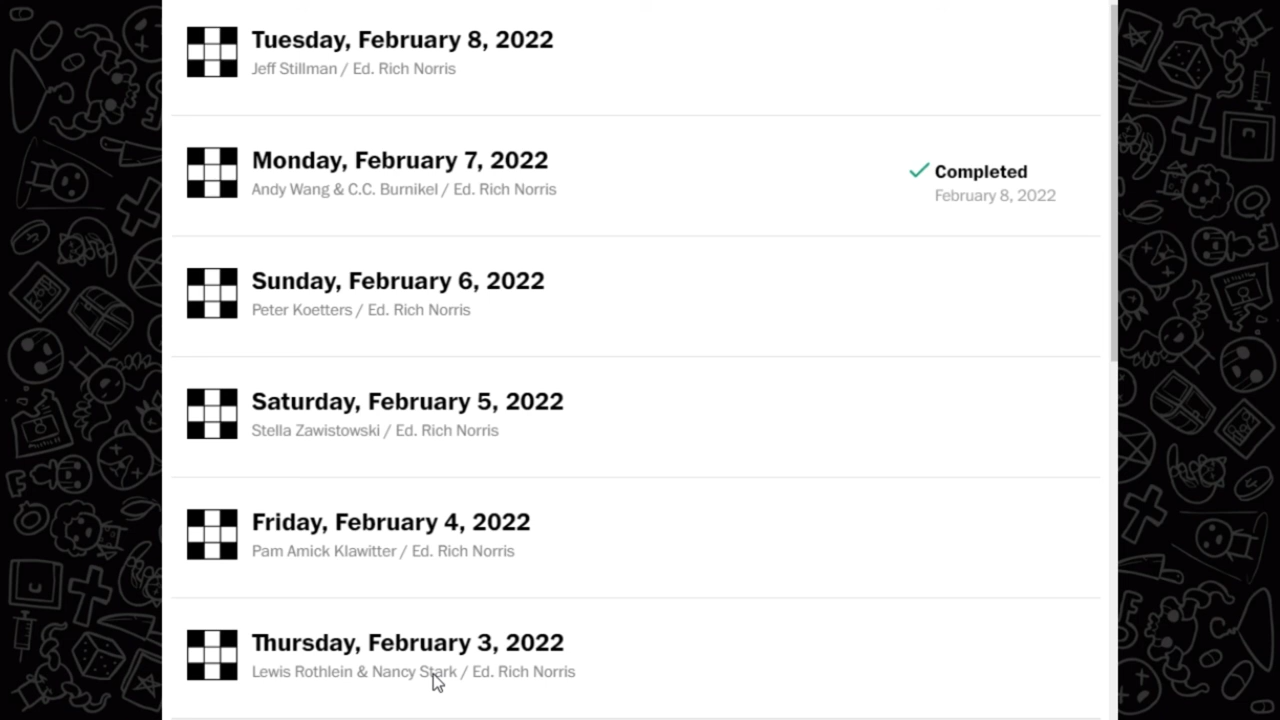 Tuesday, February 8, 2022
Jeff Stillman / Ed. Rich Norris
Monday, February 7, 2022
Andy Wang & C.C. Burnikel / Ed. Rich Norris
Completed
February 8, 2022
Sunday, February 6, 2022
Peter Koetters / Ed. Rich Norris
Saturday, February 5, 2022
Stella Zawistowski / Ed. Rich Norris
Friday, February 4, 2022
Pam Amick Klawitter / Ed. Rich Norris
Thursday, February 3, 2022
Lewis Rothlein & Nancy Stark / Ed. Rich Norris